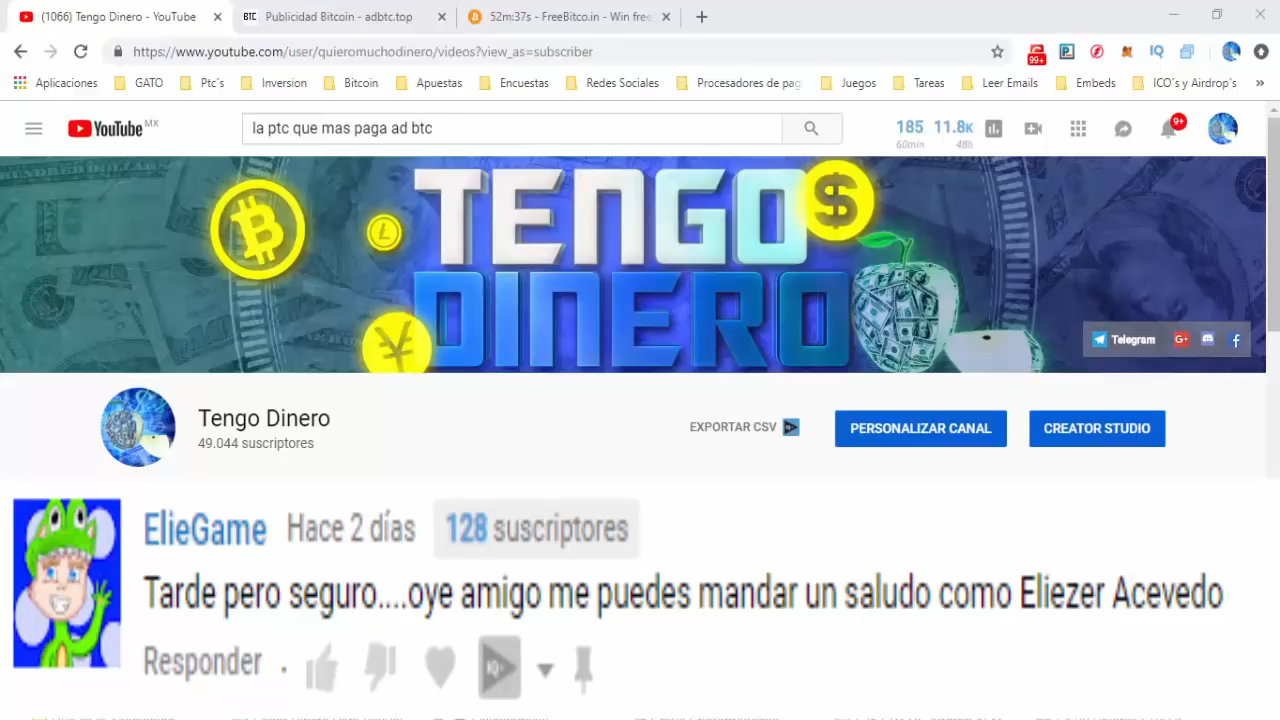 (1066) Tengo Dinero - YouTube
Publicidad Bitcoin - adbtc.top
52m:37s - FreeBitco.in - Win free
https://www.youtube.com/user/quieromuchodinero/videos?view_as=subscriber
99+
IQ
Aplicaciones GATO Ptc´s Inversion Bitcoin Apuestas Encuestas Redes Sociales Procesadores de pag Juegos Tareas Leer Emails Embeds ICO´s y Airdrop's »
YouTube MX
la ptc que mas paga ad btc
185 11.8K
60min 48h
9+
TENGO
DINERO
Telegram G+
Tengo Dinero
49.044 suscriptores
EXPORTAR CSV
PERSONALIZAR CANAL
CREATOR STUDIO
ElieGame Hace 2 días 128 suscriptores
Tarde pero seguro....oye amigo me puedes mandar un saludo como Eliezer Acevedo
Responder